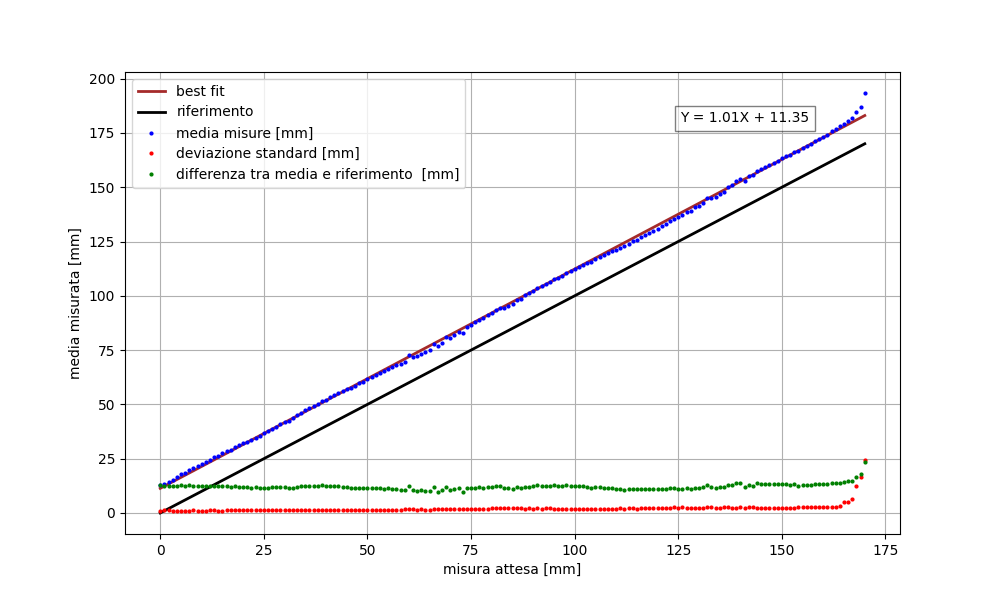 best fit
riferimento
media misure [mm]
deviazione standard [mm]
differenza tra media e riferimento  [mm]
Y = 1.01X + 11.35
200
175
150
125
100
75
50
25
0
media misurata [mm]
0 25 50 75 100 125 150 175
misura attesa [mm]